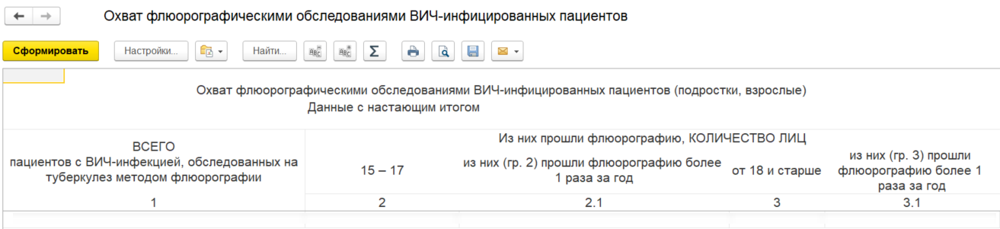 Охват флюорографическими обследованиями ВИЧ-инфицированных пациентов
Сформировать
Настройки...
Найти...
Охват флюорографическими обследованиями ВИЧ-инфицированных пациентов (подростки, взрослые)
Данные с настающим итогом
ВСЕГО
пациентов с ВИЧ-инфекцией, обследованных на
туберкулез методом флюорографии
Из них прошли флюорографию, КОЛИЧЕСТВО ЛИЦ
15 – 17
из них (гр. 2) прошли флюорографию более
1 раза за год
от 18 и старше
из них (гр. 3) прошли
флюорографию более 1
раза за год
1
2
2.1
3
3.1